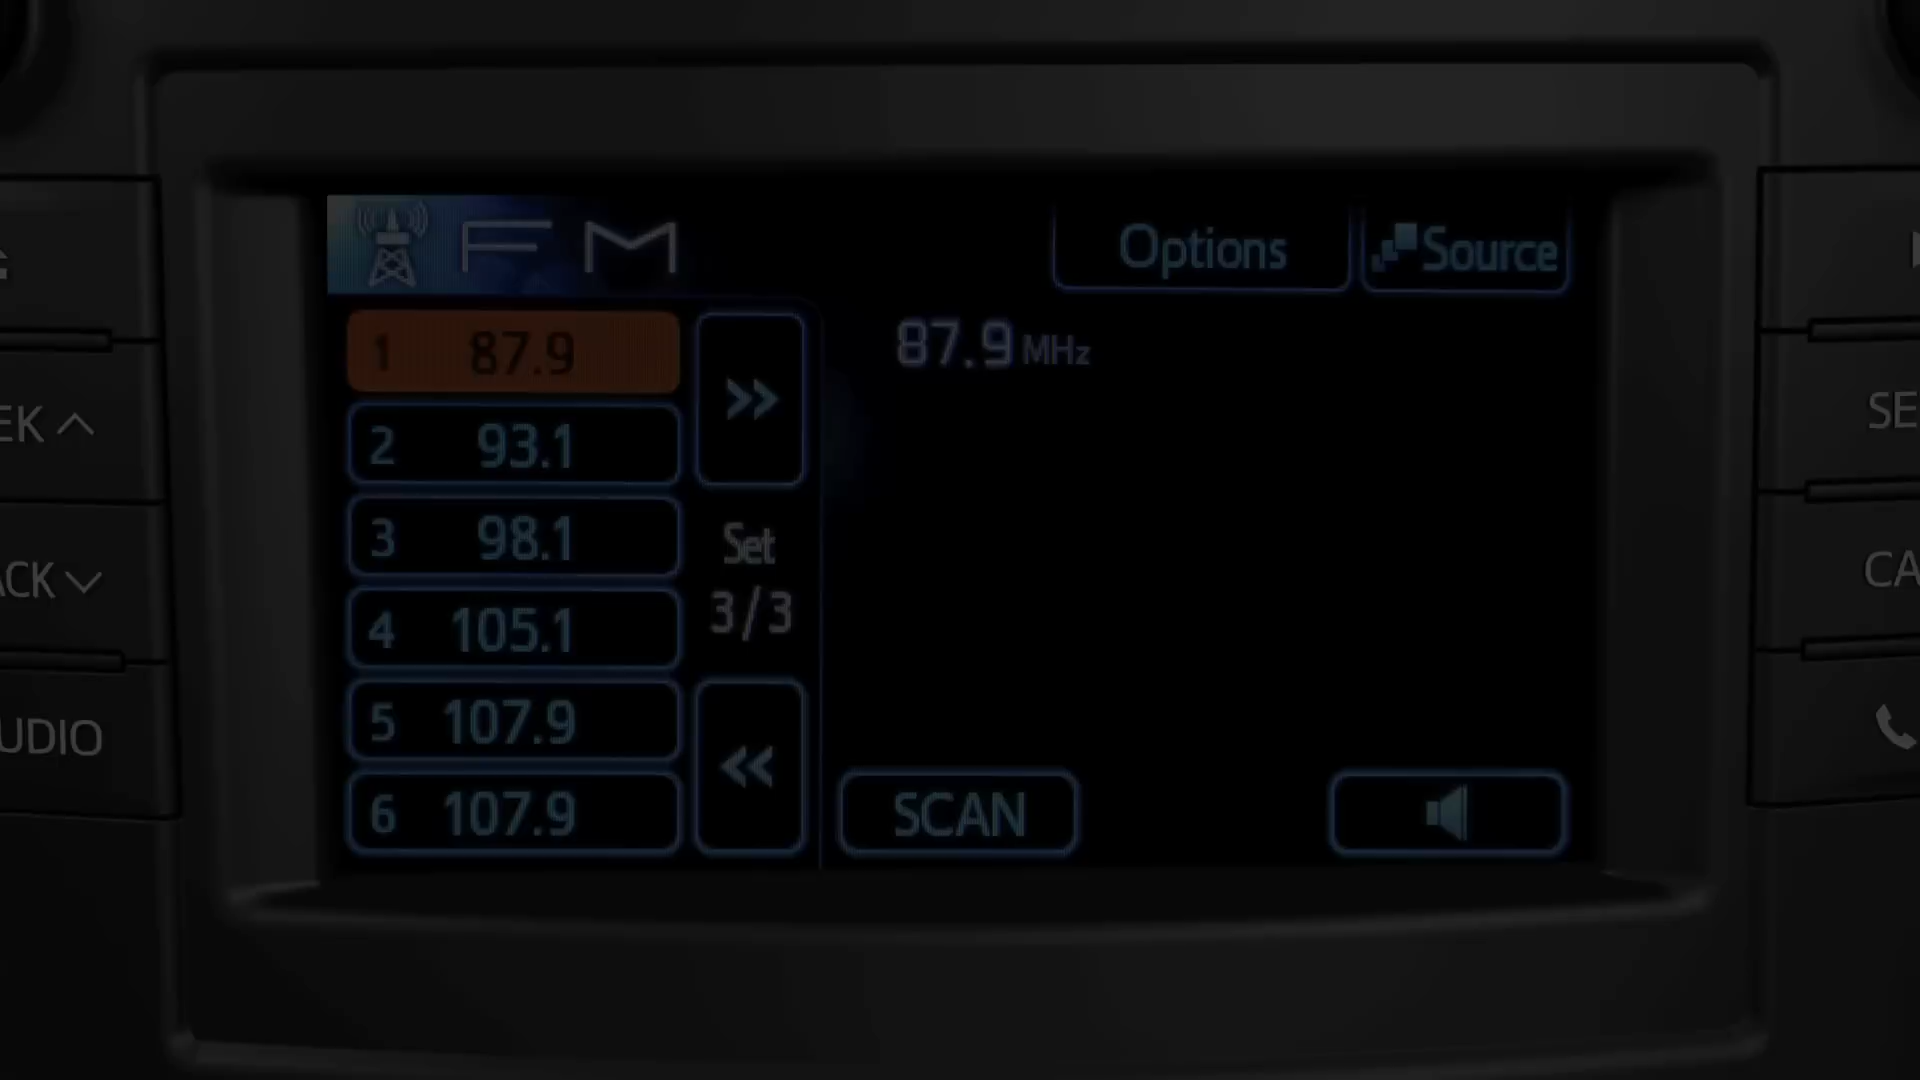 FM
Options
Source
1 87.9
87.9 MHz
2 93.1
3 98.1
Set
3/3
4 105.1
5 107.9
6 107.9
SCAN
EK
ACK
UDIO
SE
CA